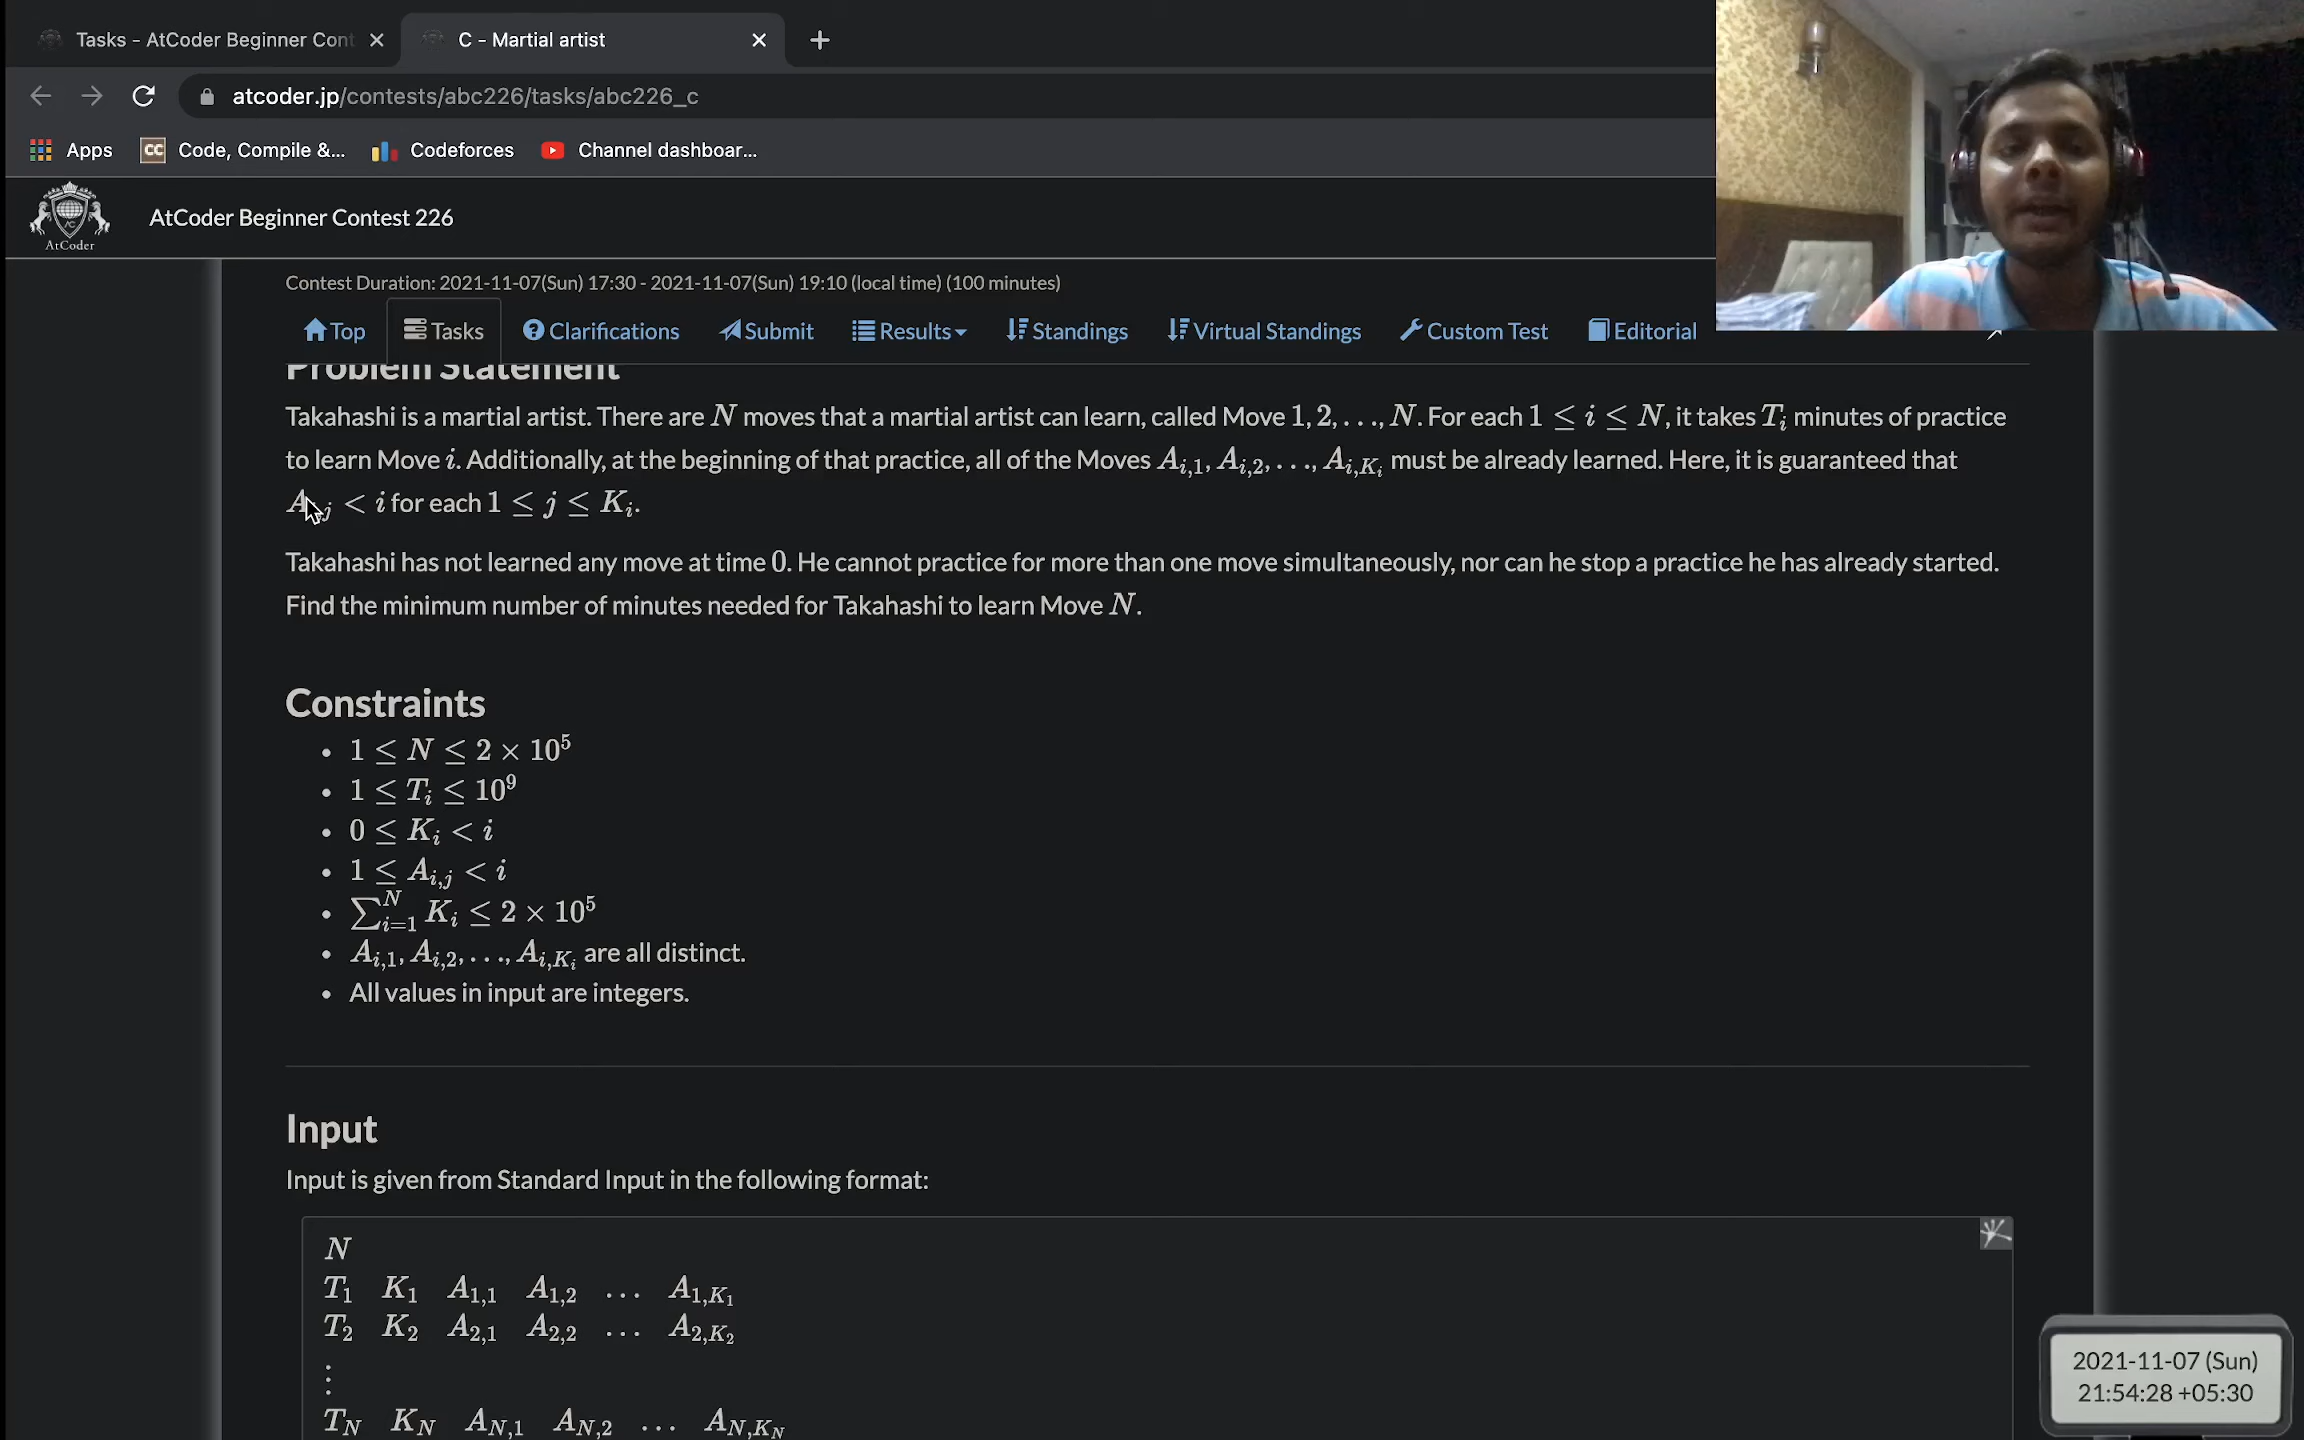 Tasks - AtCoder Beginner Cont
C - Martial artist
atcoder.jp/contests/abc226/tasks/abc226_c
Apps
CC Code, Compile &...
Codeforces
Channel dashboar...
AtCoder
AtCoder Beginner Contest 226
Contest Duration: 2021-11-07(Sun) 17:30 - 2021-11-07(Sun) 19:10 (local time) (100 minutes)
Top Tasks Clarifications Submit Results Standings Virtual Standings Custom Test Editorial
Problem Statement
Takahashi is a martial artist. There are N moves that a martial artist can learn, called Move 1, 2, . . . , N. For each 1 ≤ i ≤ N, it takes T_i minutes of practice
to learn Move i. Additionally, at the beginning of that practice, all of the Moves A_{i,1}, A_{i,2}, . . . , A_{i,K_i} must be already learned. Here, it is guaranteed that
A_{i,j} < i for each 1 ≤ j ≤ K_i.
Takahashi has not learned any move at time 0. He cannot practice for more than one move simultaneously, nor can he stop a practice he has already started.
Find the minimum number of minutes needed for Takahashi to learn Move N.
Constraints
• 1 ≤ N ≤ 2 × 10^5
• 1 ≤ T_i ≤ 10^9
• 0 ≤ K_i < i
• 1 ≤ A_{i,j} < i
• ∑_{i=1}^{N} K_i ≤ 2 × 10^5
• A_{i,1}, A_{i,2}, . . . , A_{i,K_i} are all distinct.
• All values in input are integers.
Input
Input is given from Standard Input in the following format:
N
T_1 K_1 A_{1,1} A_{1,2} . . . A_{1,K_1}
T_2 K_2 A_{2,1} A_{2,2} . . . A_{2,K_2}
⋮
T_N K_N A_{N,1} A_{N,2} . . . A_{N,K_N}
2021-11-07 (Sun)
21:54:28 +05:30